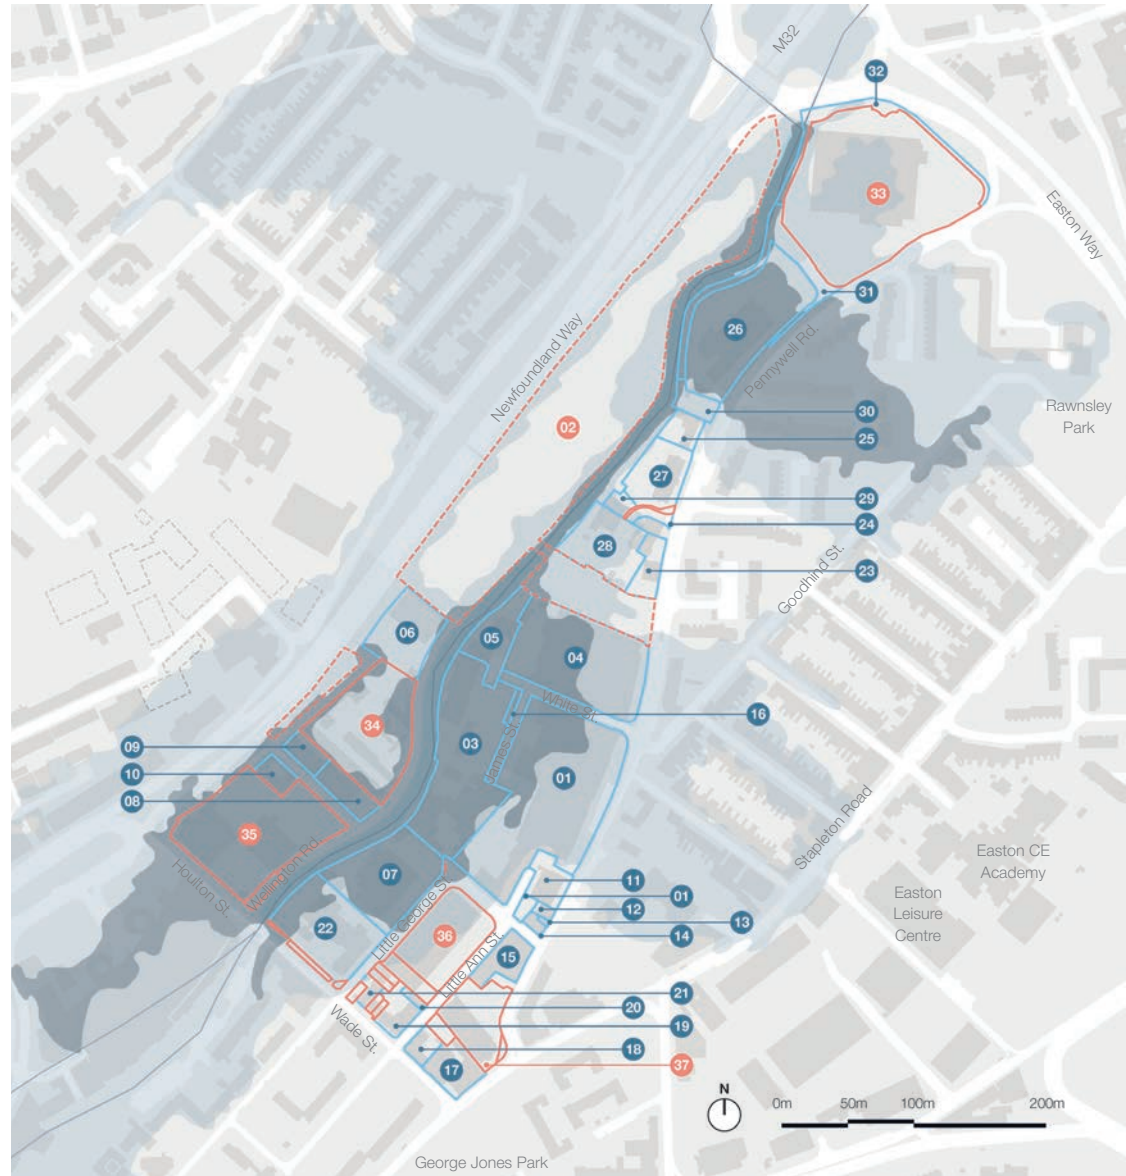 M32
32
33
Easton Way
31
26
Pennywell Rd.
Newfoundland Way
30
Rawnsley
Park
02
25
27
29
24
28
23
Goodhind St.
06
05
04
16
White St.
34
09
03
James St.
10
01
08
35
Stapleton Road
Wellington Rd.
Houlton St.
Easton CE
Academy
07
11
Easton
Leisure
Centre
01
12
13
14
Little George St.
22
36
15
Little Ann St.
21
20
19
Wade St.
18
37
17
N
0m
50m
100m
200m
George Jones Park